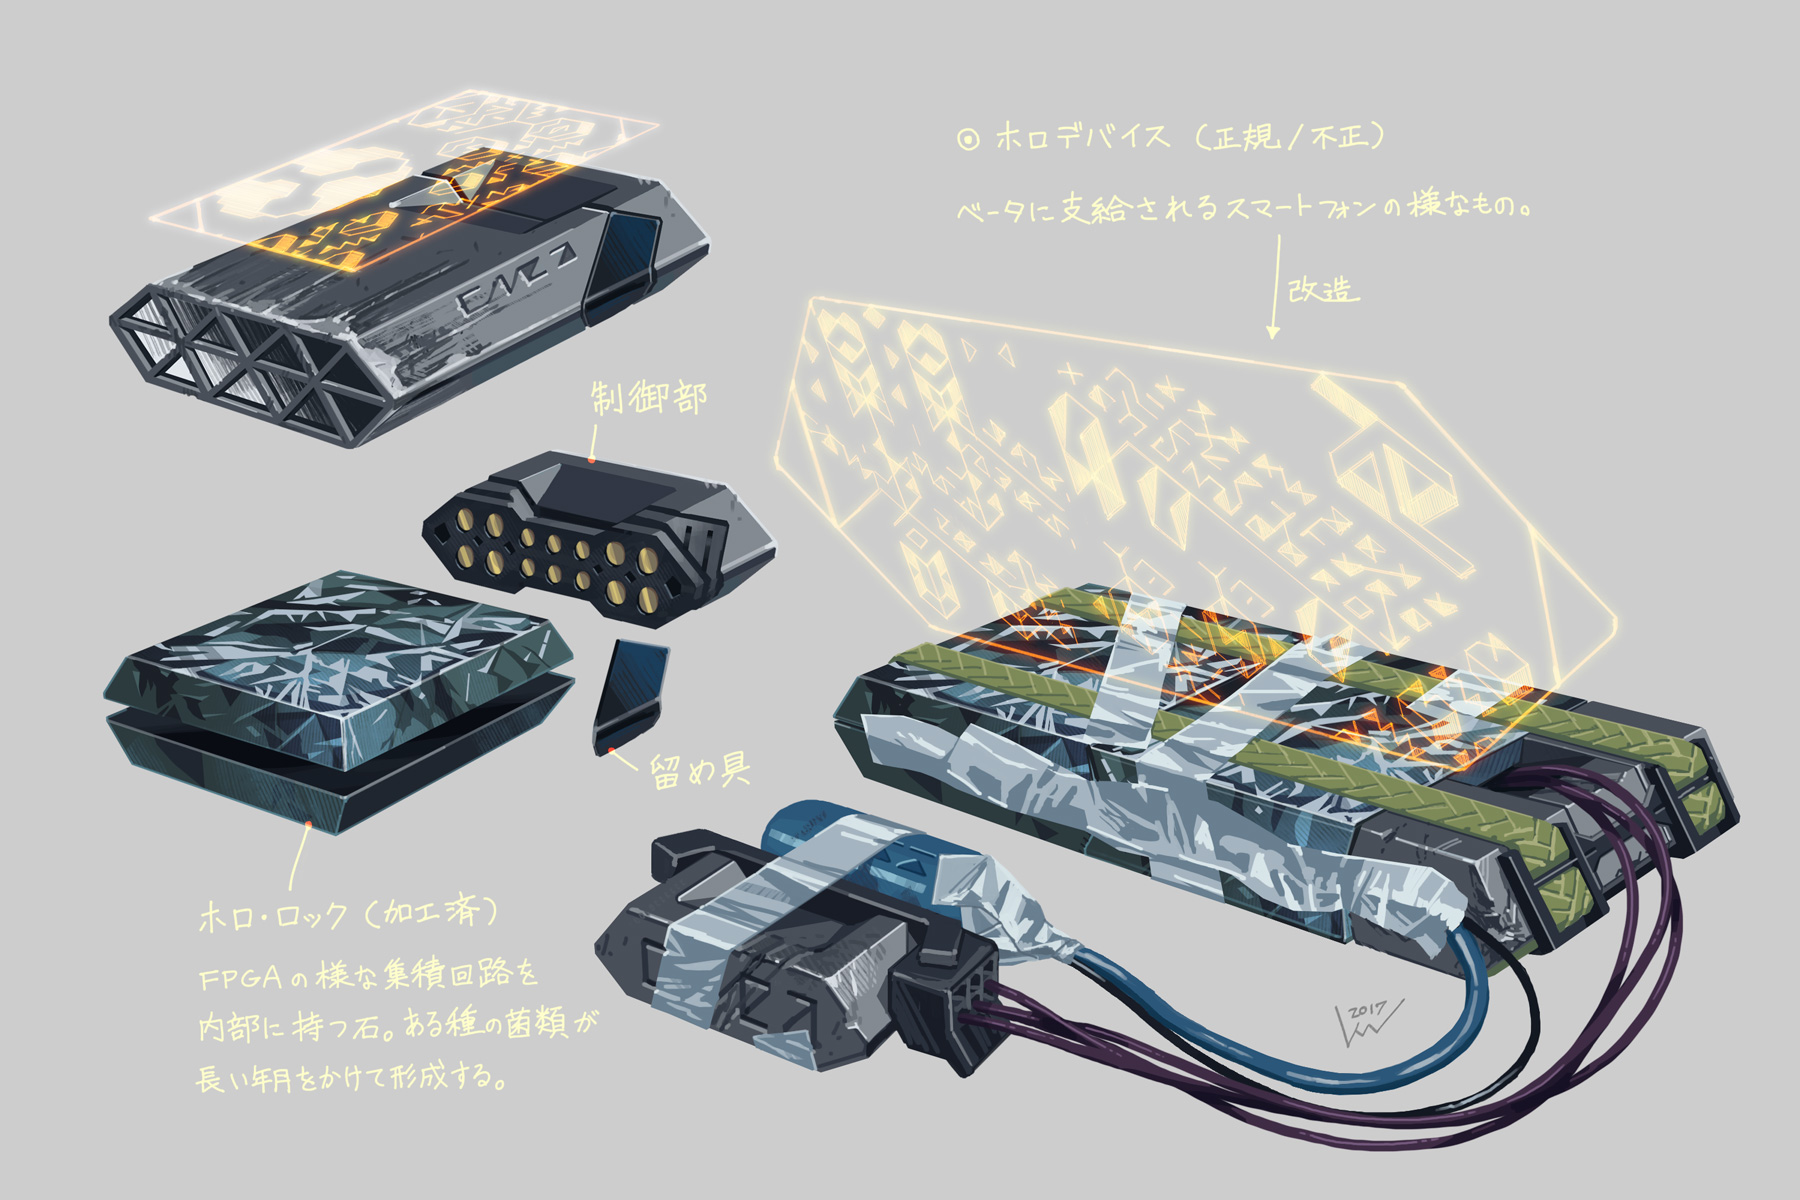 ◎ ホロデバイス (正規/不正)
ベータに支給されるスマートフォンの様なもの。
改造
制御部
留め具
ホロ・ロック (加工済)
FPGAの様な集積回路を
内部に持つ石。ある種の菌類が
長い年月をかけて形成する。
2017